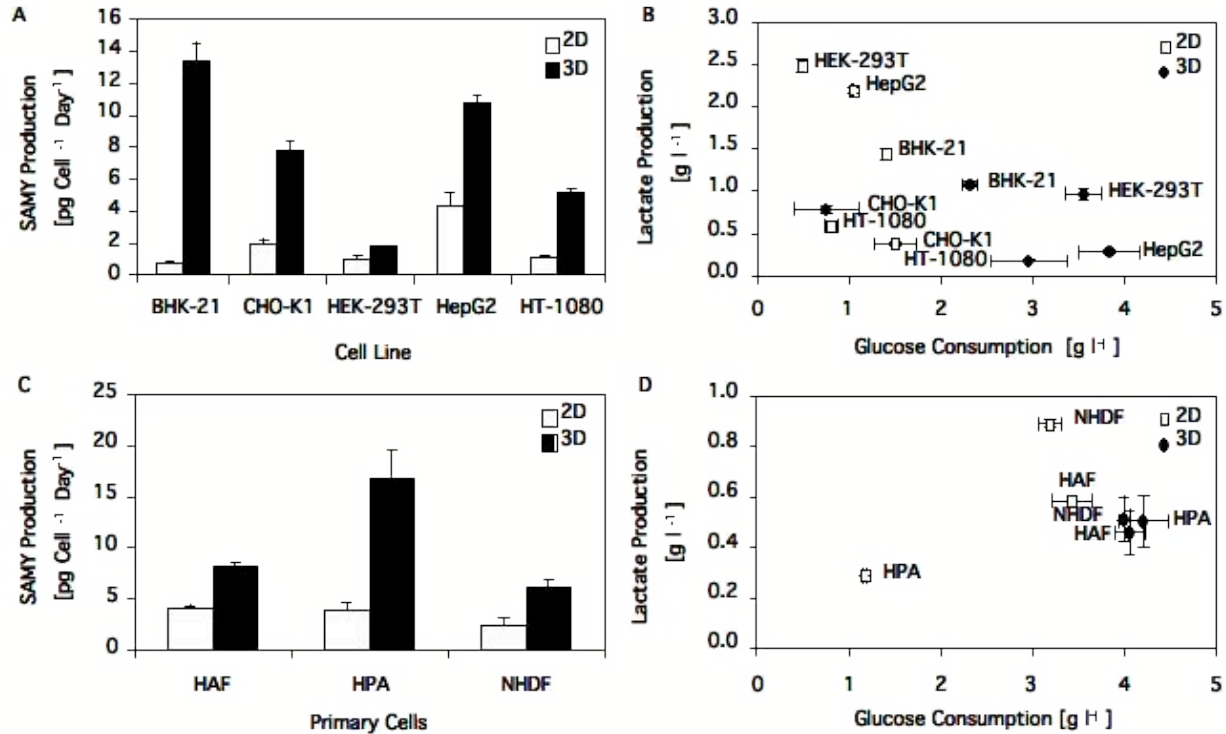 A
SAMY Production
[pg Cell -1 Day-1]
16
14
12
10
8
6
4
2
0
2D
3D
BHK-21 CHO-K1 HEK-293T HepG2 HT-1080
Cell Line
B
Lactate Production
[g l-1]
3.0
2.5
2.0
1.5
1.0
0.5
0.0
2D
3D
HEK-293T
HepG2
BHK-21
BHK-21
HEK-293T
CHO-K1
HT-1080
CHO-K1
HT-1080
HepG2
0 1 2 3 4 5
Glucose Consumption [g l-1]
C
SAMY Production
[pg Cell -1 Day-1]
25
20
15
10
5
0
2D
3D
HAF HPA NHDF
Primary Cells
D
Lactate Production
[g l-1]
1.0
0.8
0.6
0.4
0.2
0.0
2D
3D
NHDF
HAF
NHDF
HPA
HAF
HPA
0 1 2 3 4 5
Glucose Consumption [g l-1]